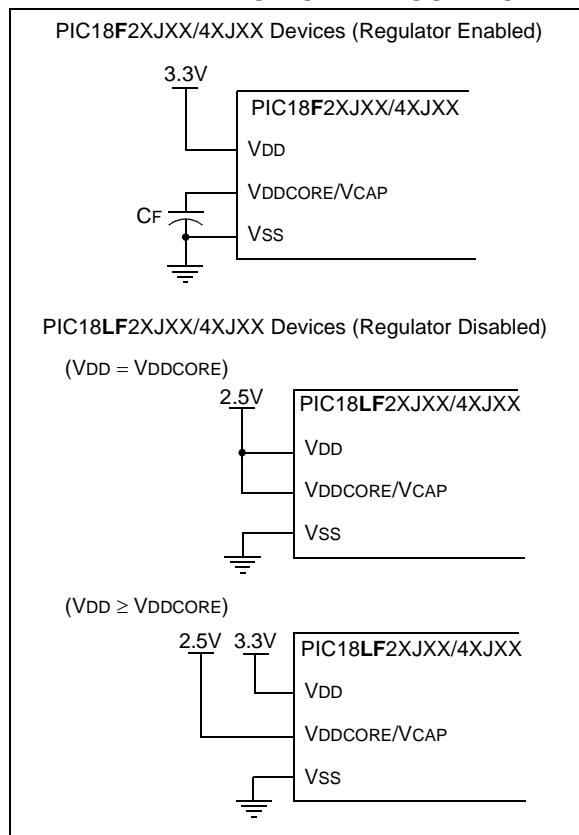 PIC18F2XJXX/4XJXX Devices (Regulator Enabled)
3.3V
PIC18F2XJXX/4XJXX
VDD
VDDCORE/VCAP
CF
VSS
PIC18LF2XJXX/4XJXX Devices (Regulator Disabled)
(VDD = VDDCORE)
2.5V
PIC18LF2XJXX/4XJXX
VDD
VDDCORE/VCAP
VSS
(VDD ≥ VDDCORE)
2.5V 3.3V
PIC18LF2XJXX/4XJXX
VDD
VDDCORE/VCAP
VSS